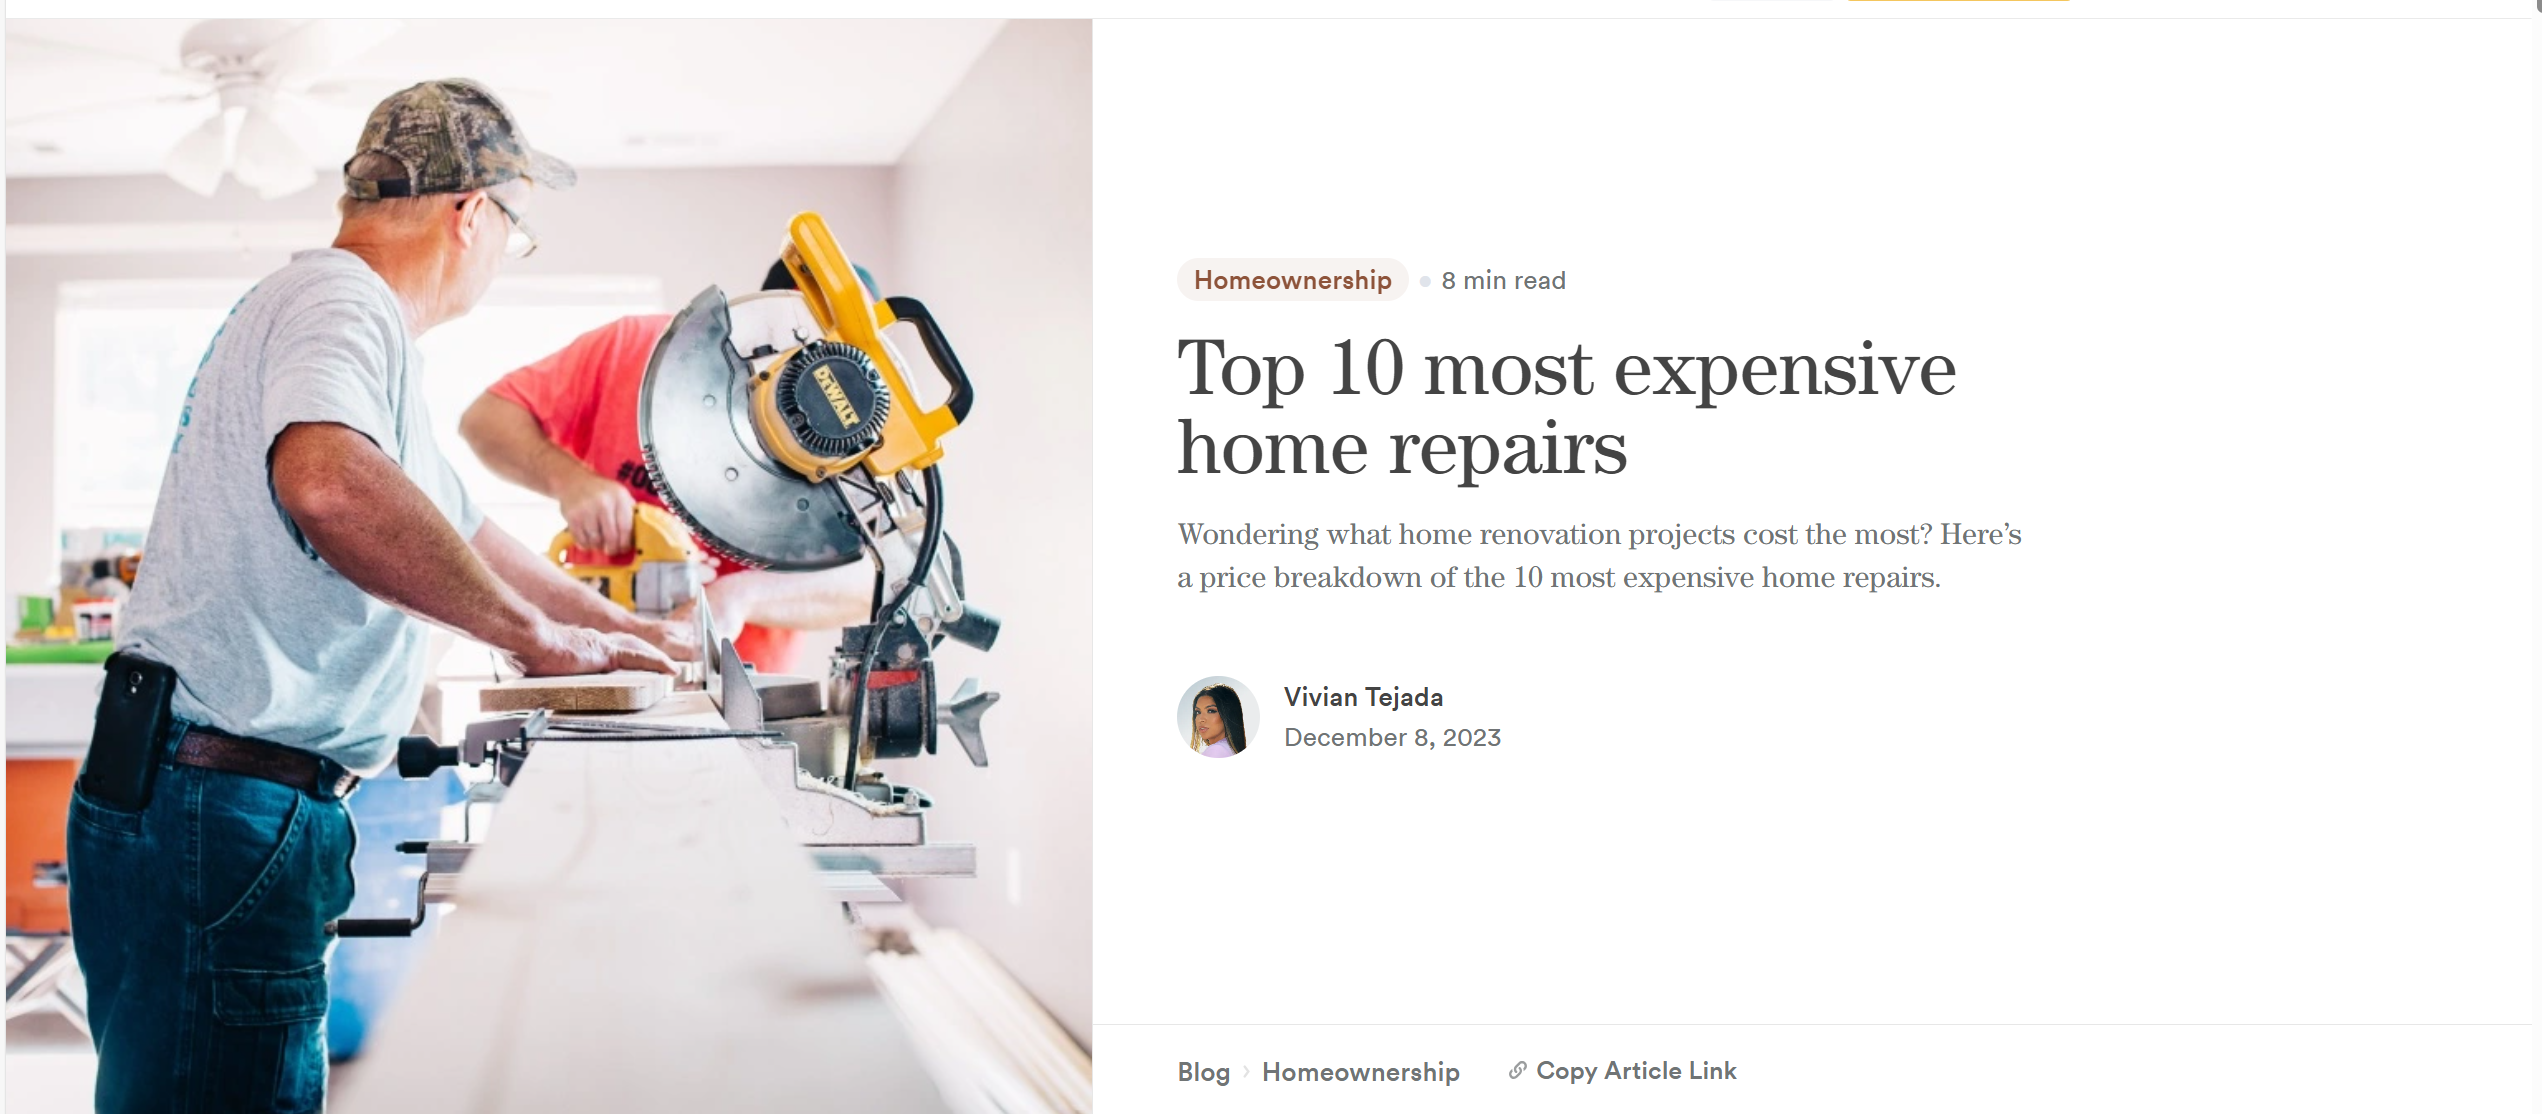 Homeownership 8 min read
Top 10 most expensive
home repairs
Wondering what home renovation projects cost the most? Here’s
a price breakdown of the 10 most expensive home repairs.
Vivian Tejada
December 8, 2023
Blog › Homeownership Copy Article Link
DEWALT